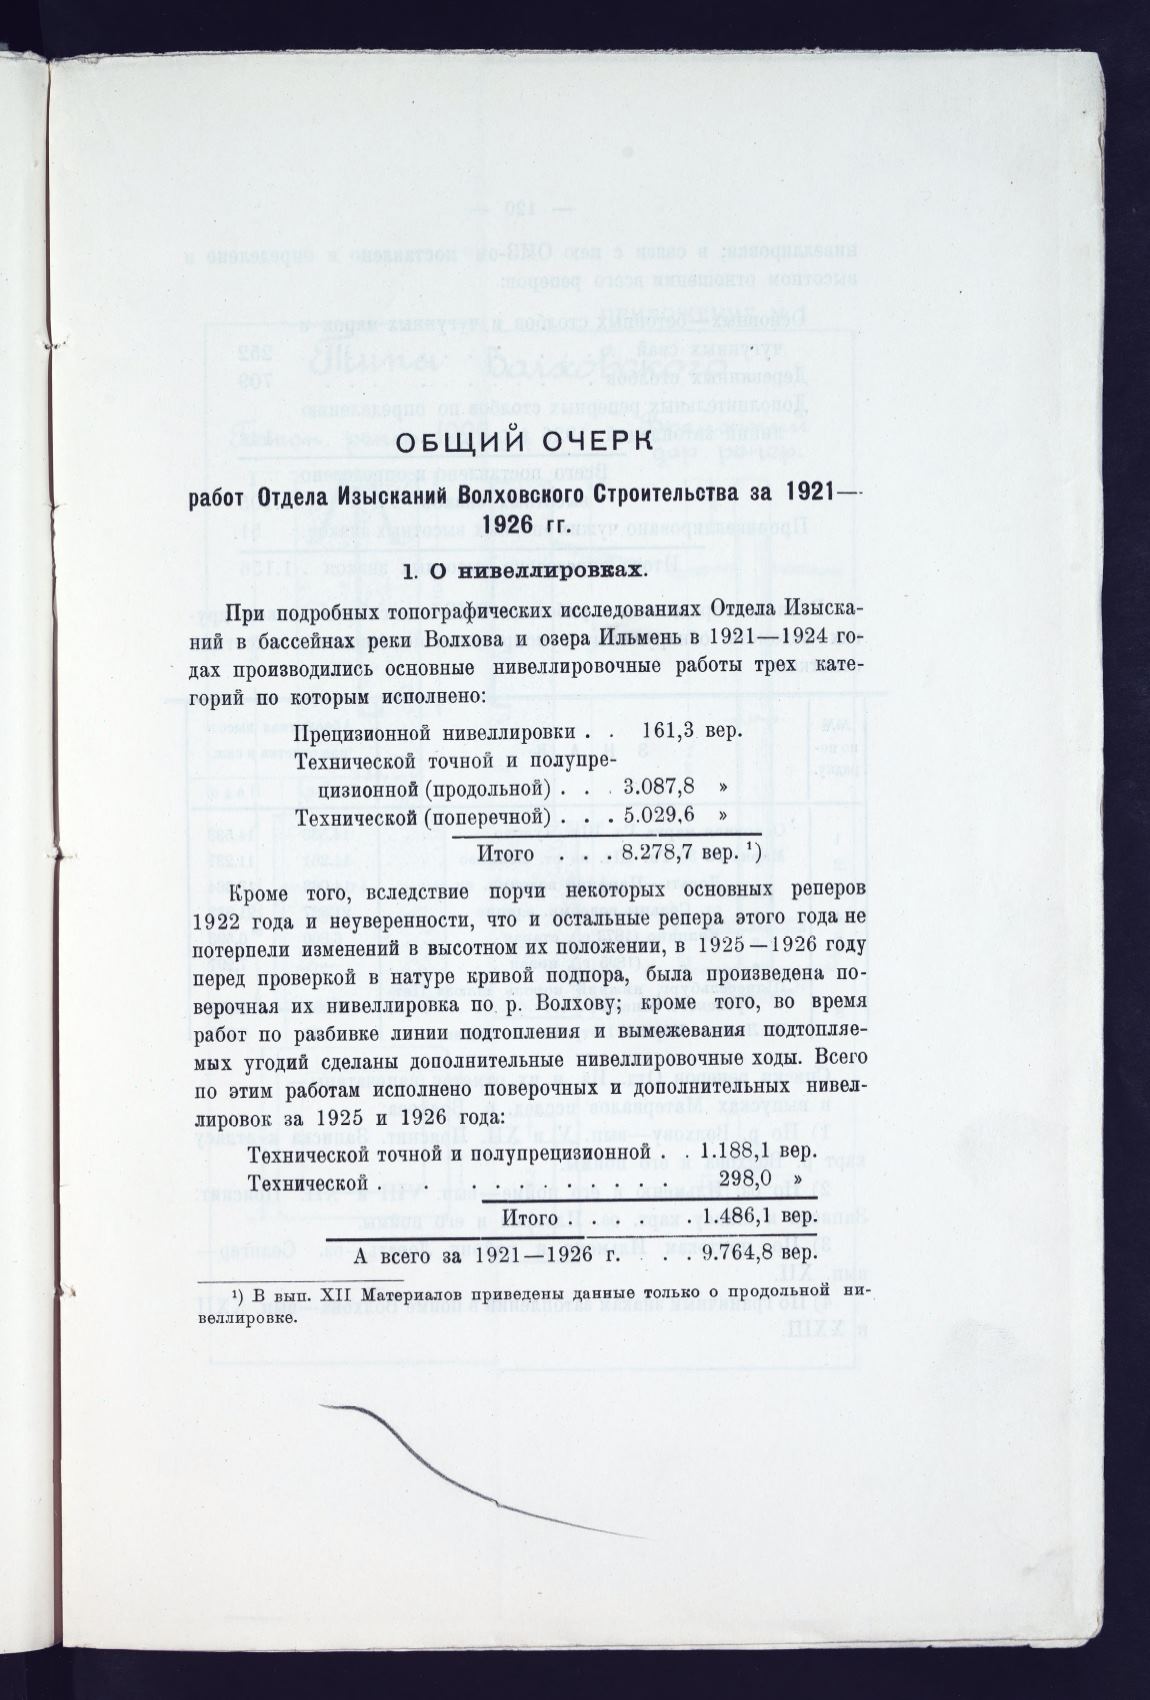 ОБЩИЙ ОЧЕРК
работ Отдела Изысканий Волховского Строительства за 1921—
1926 гг.
1. О нивеллировках.
При подробных топографических исследованиях Отдела Изыска-
ний в бассейнах реки Волхова и озера Ильмень в 1921—1924 го-
дах производились основные нивеллировочные работы трех кате-
горий по которым исполнено:
Прецизионной нивеллировки . . 161,3 вер.
Технической точной и полупре-
цизионной (продольной) . . . 3.087,8 »
Технической (поперечной) . . . 5.029,6 »
Итого . . . 8.278,7 вер. ¹)
Кроме того, вследствие порчи некоторых основных реперов
1922 года и неуверенности, что и остальные репера этого года не
потерпели изменений в высотном их положении, в 1925—1926 году
перед проверкой в натуре кривой подпора, была произведена по-
верочная их нивеллировка по р. Волхову; кроме того, во время
работ по разбивке линии подтопления и вымежевания подтопляе-
мых угодий сделаны дополнительные нивеллировочные ходы. Всего
по этим работам исполнено поверочных и дополнительных нивел-
лировок за 1925 и 1926 года:
Технической точной и полупрецизионной . . 1.188,1 вер.
Технической . . . . . . . . . . . 298,0 »
Итого . . . . . . 1.486,1 вер.
А всего за 1921—1926 г. . . . 9.764,8 вер.
¹) В вып. XII Материалов приведены данные только о продольной ни-
веллировке.